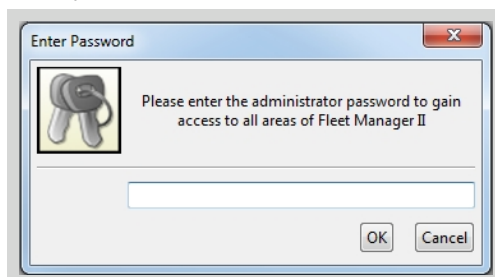 Enter Password
Please enter the administrator password to gain
access to all areas of Fleet Manager II
OK Cancel